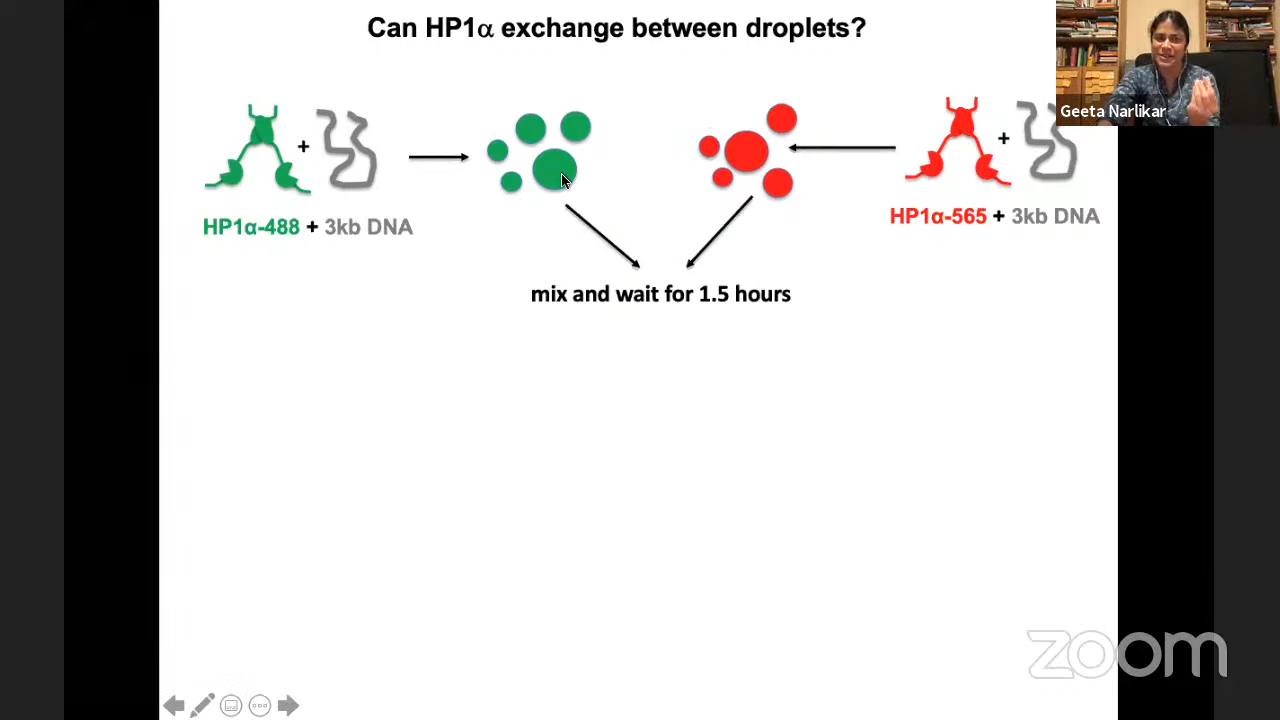 Can HP1α exchange between droplets?
Geeta Narlikar
+
+
HP1α-488 + 3kb DNA
HP1α-565 + 3kb DNA
mix and wait for 1.5 hours
zoom